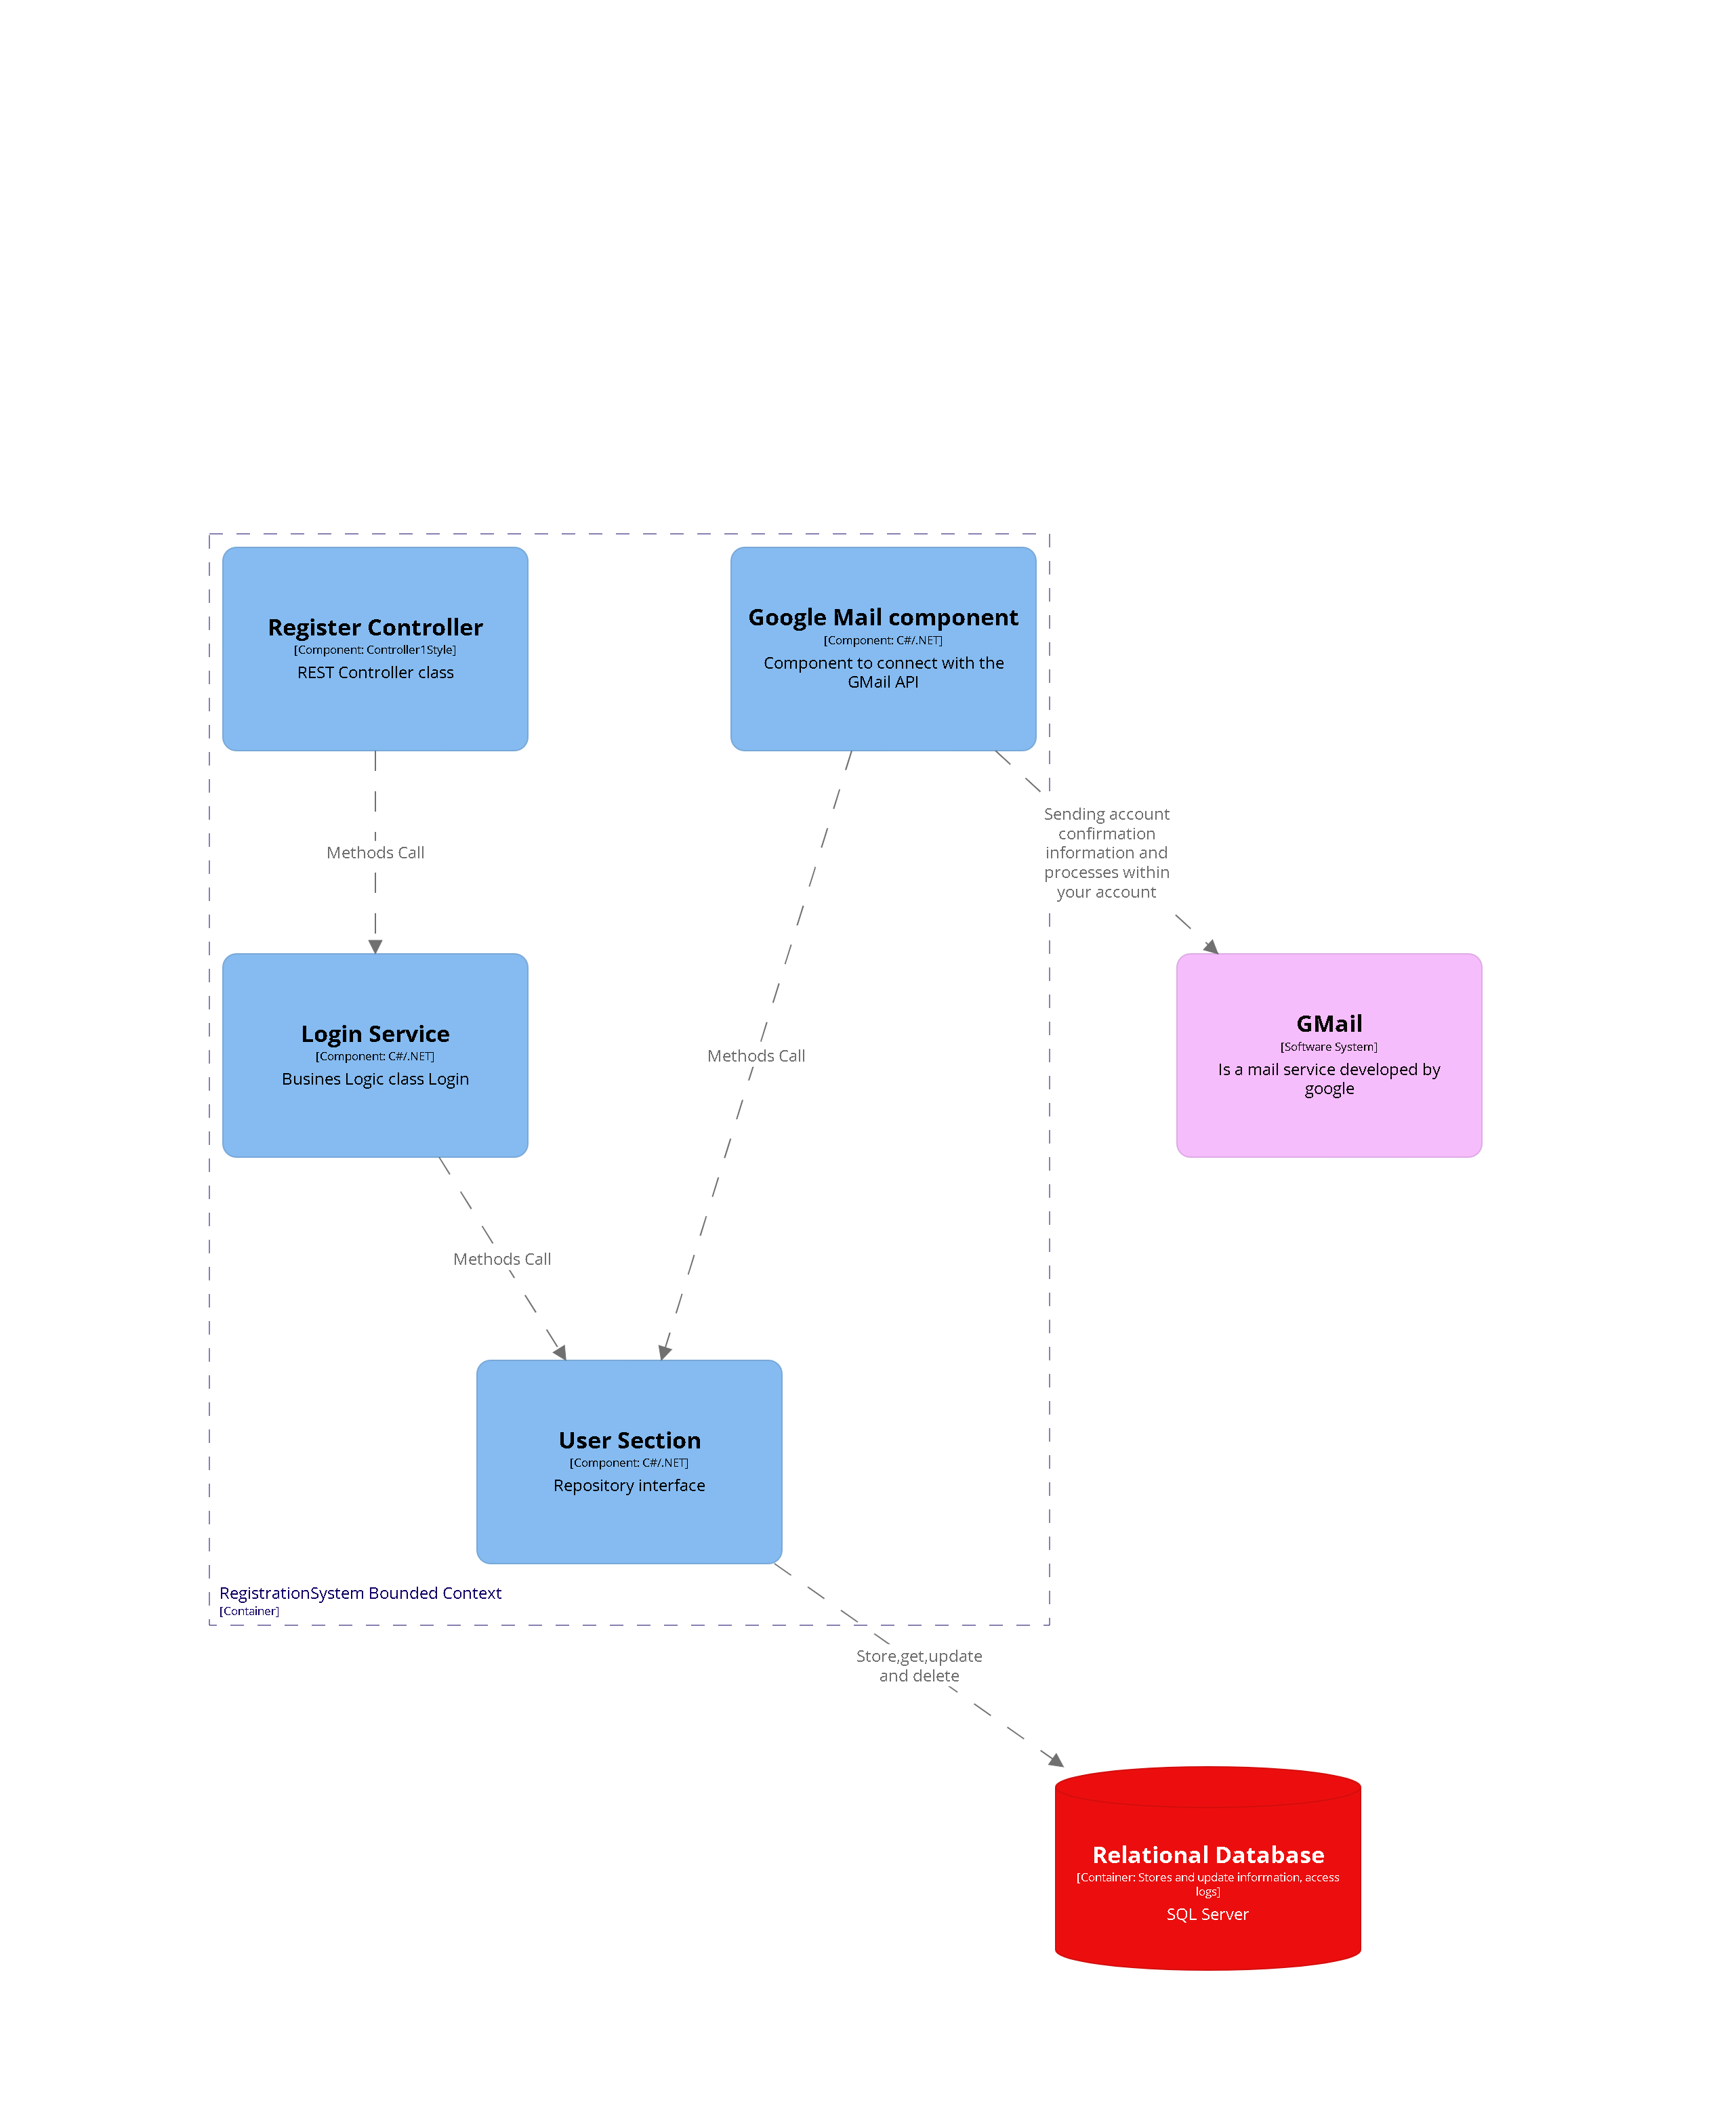 Register Controller
[Component: Controller1Style]
REST Controller class
Google Mail component
[Component: C#/.NET]
Component to connect with the
GMail API
Methods Call
Sending account
confirmation
information and
processes within
your account
Login Service
[Component: C#/.NET]
Busines Logic class Login
Methods Call
GMail
[Software System]
Is a mail service developed by
google
Methods Call
User Section
[Component: C#/.NET]
Repository interface
RegistrationSystem Bounded Context
[Container]
Store,get,update
and delete
Relational Database
[Container: Stores and update information, access
logs]
SQL Server